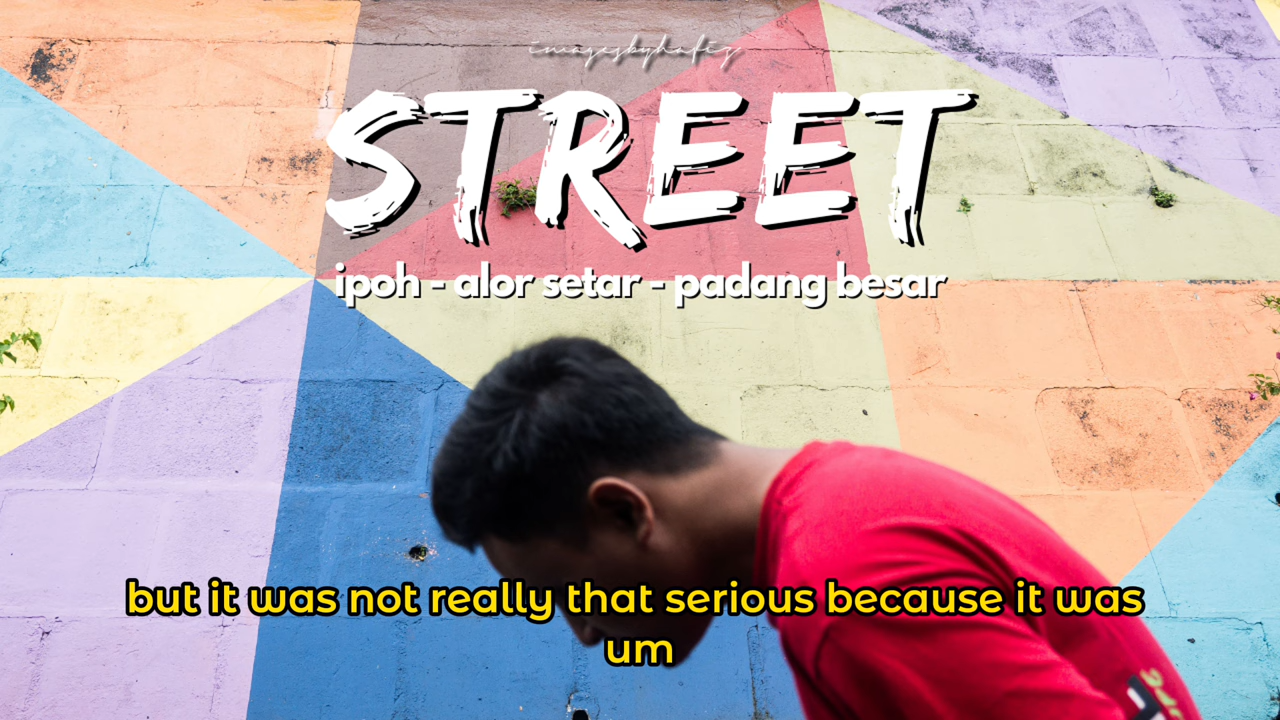 imagesbyhafiz
STREET
ipoh - alor setar - padang besar
but it was not really that serious because it was
um